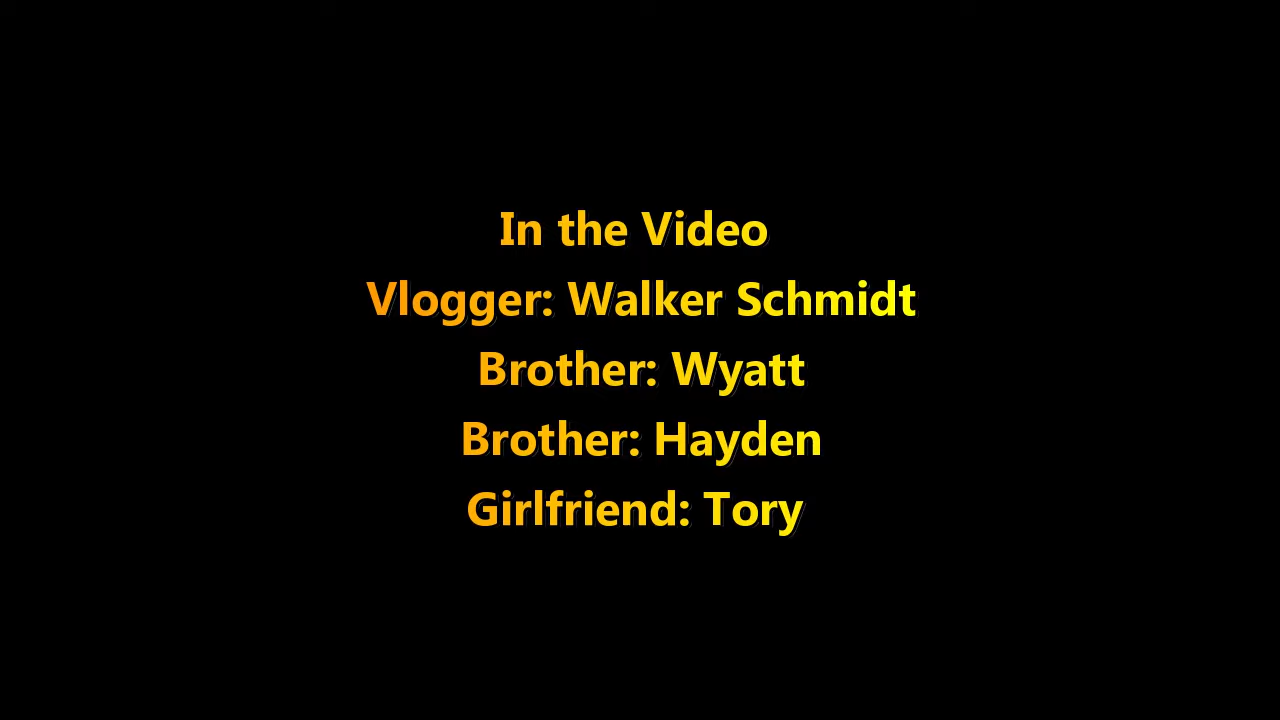 In the Video
Vlogger: Walker Schmidt
Brother: Wyatt
Brother: Hayden
Girlfriend: Tory